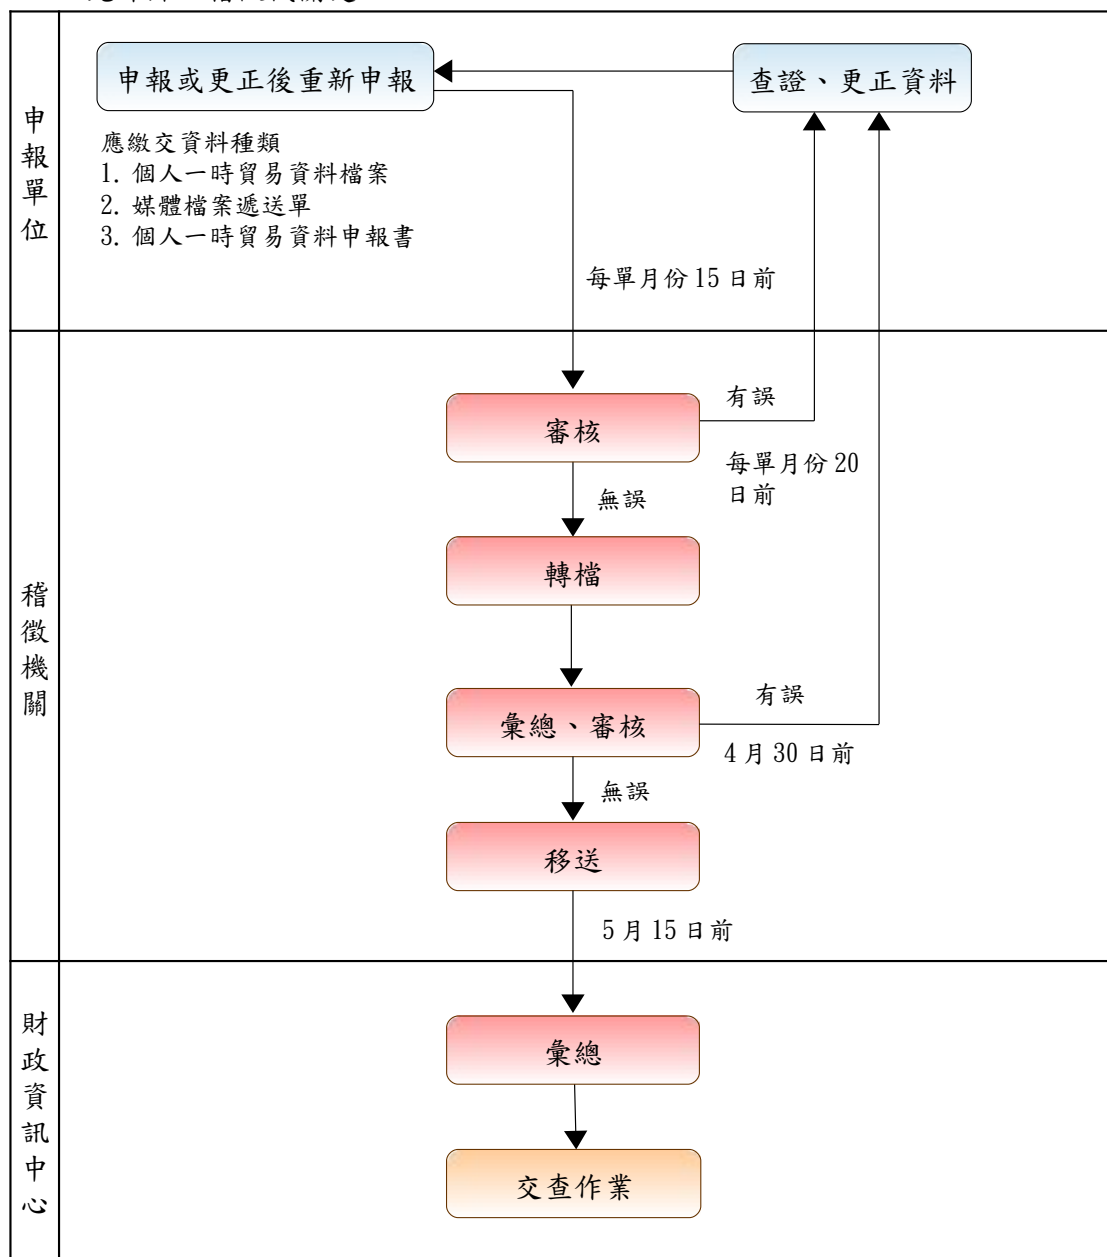 申報單位
申報或更正後重新申報
查證、更正資料
應繳交資料種類
1. 個人一時貿易資料檔案
2. 媒體檔案遞送單
3. 個人一時貿易資料申報書
每單月份15日前
稽徵機關
審核
有誤
每單月份20
日前
無誤
轉檔
彙總、審核
有誤
4月30日前
無誤
移送
5月15日前
財政資訊中心
彙總
交查作業